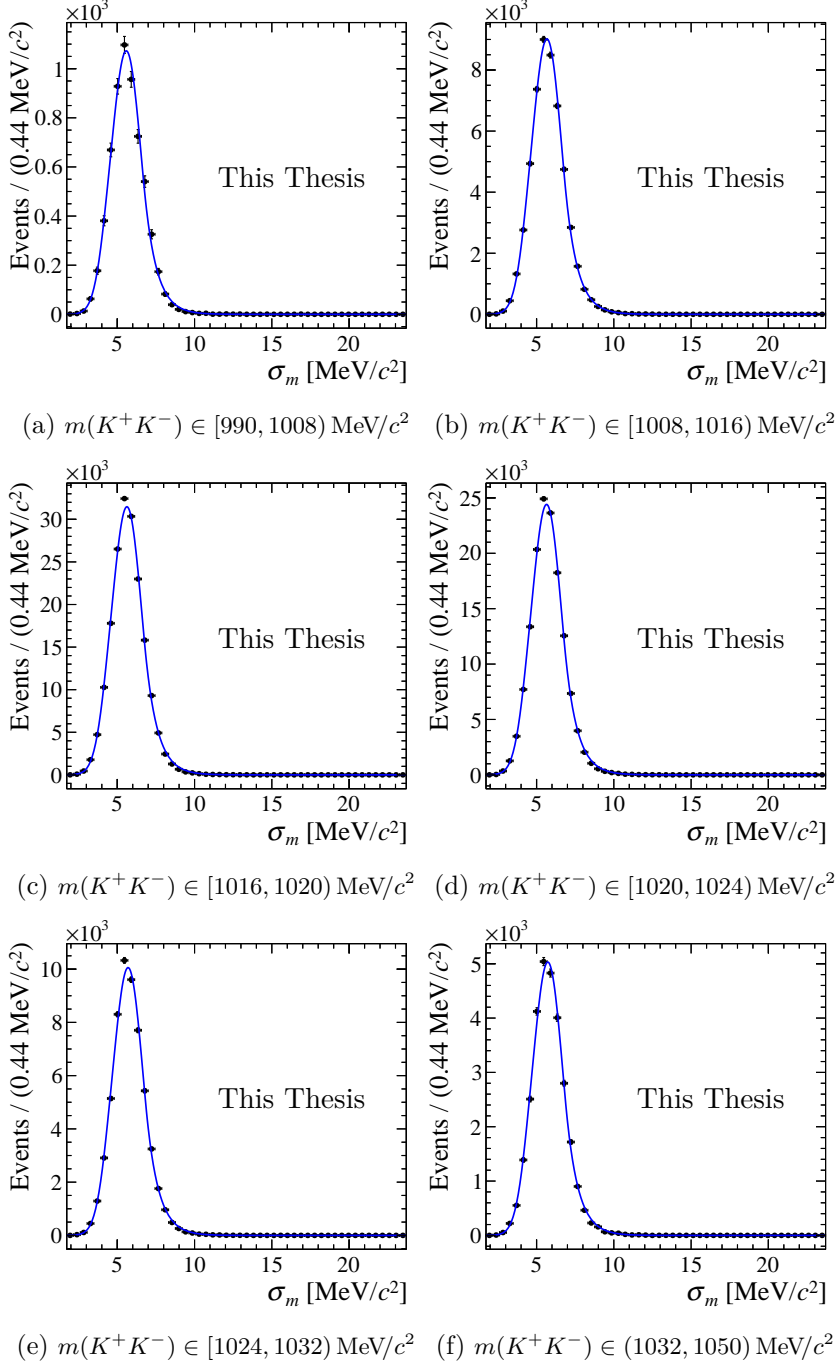 ×10³
Events / (0.44 MeV/c²)
1
0.8
0.6
0.4
0.2
0
This Thesis
5 10 15 20
σₘ [MeV/c²]
(a) m(K⁺K⁻) ∈ [990, 1008) MeV/c²
×10³
Events / (0.44 MeV/c²)
8
6
4
2
0
This Thesis
5 10 15 20
σₘ [MeV/c²]
(b) m(K⁺K⁻) ∈ [1008, 1016) MeV/c²
×10³
Events / (0.44 MeV/c²)
30
25
20
15
10
5
0
This Thesis
5 10 15 20
σₘ [MeV/c²]
(c) m(K⁺K⁻) ∈ [1016, 1020) MeV/c²
×10³
Events / (0.44 MeV/c²)
25
20
15
10
5
0
This Thesis
5 10 15 20
σₘ [MeV/c²]
(d) m(K⁺K⁻) ∈ [1020, 1024) MeV/c²
×10³
Events / (0.44 MeV/c²)
10
8
6
4
2
0
This Thesis
5 10 15 20
σₘ [MeV/c²]
(e) m(K⁺K⁻) ∈ [1024, 1032) MeV/c²
×10³
Events / (0.44 MeV/c²)
5
4
3
2
1
0
This Thesis
5 10 15 20
σₘ [MeV/c²]
(f) m(K⁺K⁻) ∈ (1032, 1050) MeV/c²